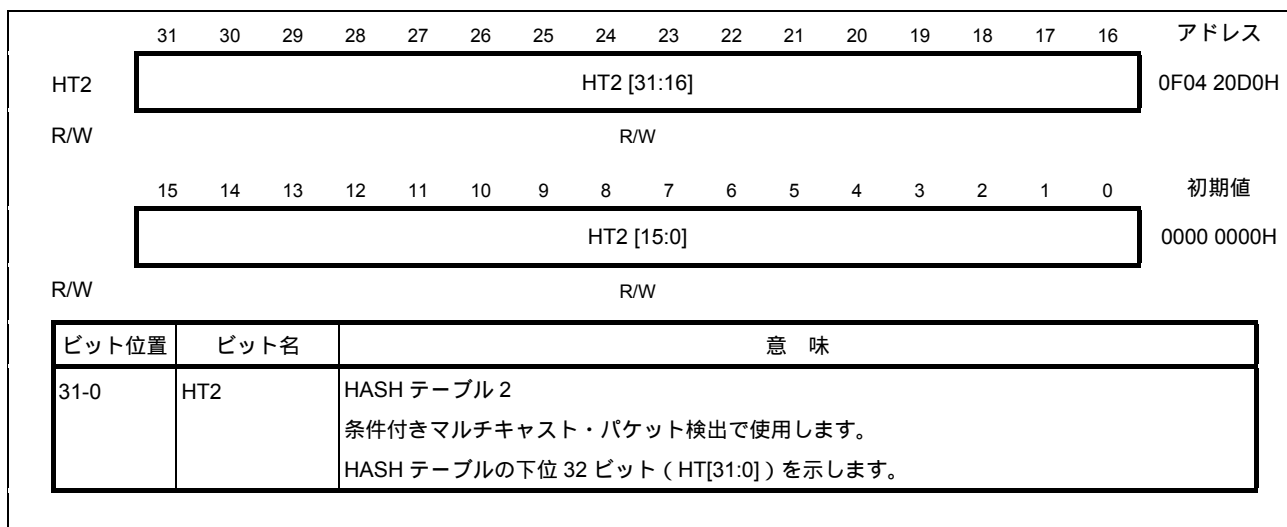 31 30 29 28 27 26 25 24 23 22 21 20 19 18 17 16 アドレス
HT2 HT2 [31:16] 0F04 20D0H
R/W R/W
15 14 13 12 11 10 9 8 7 6 5 4 3 2 1 0 初期値
HT2 [15:0] 0000 0000H
R/W R/W
ビット位置 ビット名 意 味
31-0 HT2 HASH テーブル 2
条件付きマルチキャスト・パケット検出で使用します。
HASH テーブルの下位 32 ビット ( HT[31:0] ) を示します。